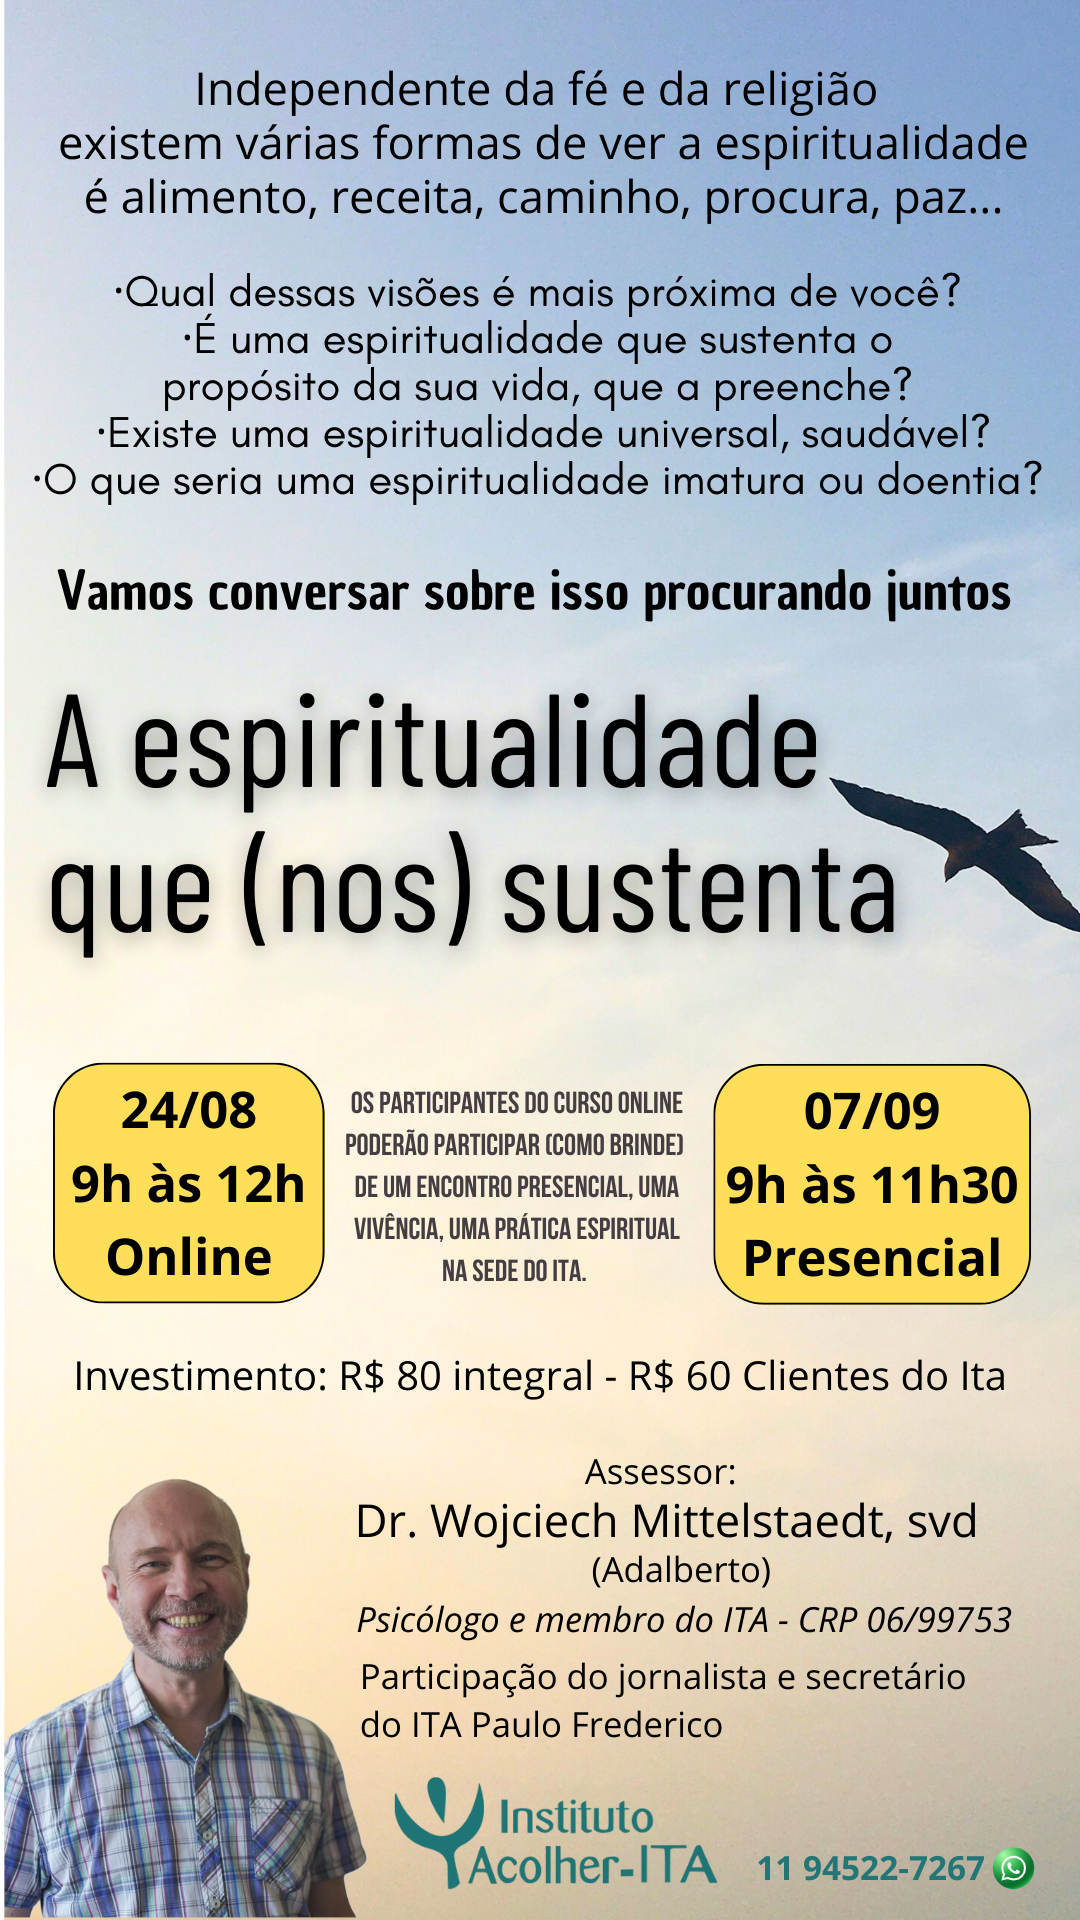 Independente da fé e da religião
existem várias formas de ver a espiritualidade
é alimento, receita, caminho, procura, paz...
·Qual dessas visões é mais próxima de você?
·É uma espiritualidade que sustenta o
propósito da sua vida, que a preenche?
·Existe uma espiritualidade universal, saudável?
·O que seria uma espiritualidade imatura ou doentia?
Vamos conversar sobre isso procurando juntos
A espiritualidade
que (nos) sustenta
24/08
9h às 12h
Online
OS PARTICIPANTES DO CURSO ONLINE
PODERÃO PARTICIPAR (COMO BRINDE)
DE UM ENCONTRO PRESENCIAL, UMA
VIVÊNCIA, UMA PRÁTICA ESPIRITUAL
NA SEDE DO ITA.
07/09
9h às 11h30
Presencial
Investimento: R$ 80 integral - R$ 60 Clientes do Ita
Assessor:
Dr. Wojciech Mittelstaedt, svd
(Adalberto)
Psicólogo e membro do ITA - CRP 06/99753
Participação do jornalista e secretário
do ITA Paulo Frederico
Instituto
Acolher-ITA
11 94522-7267